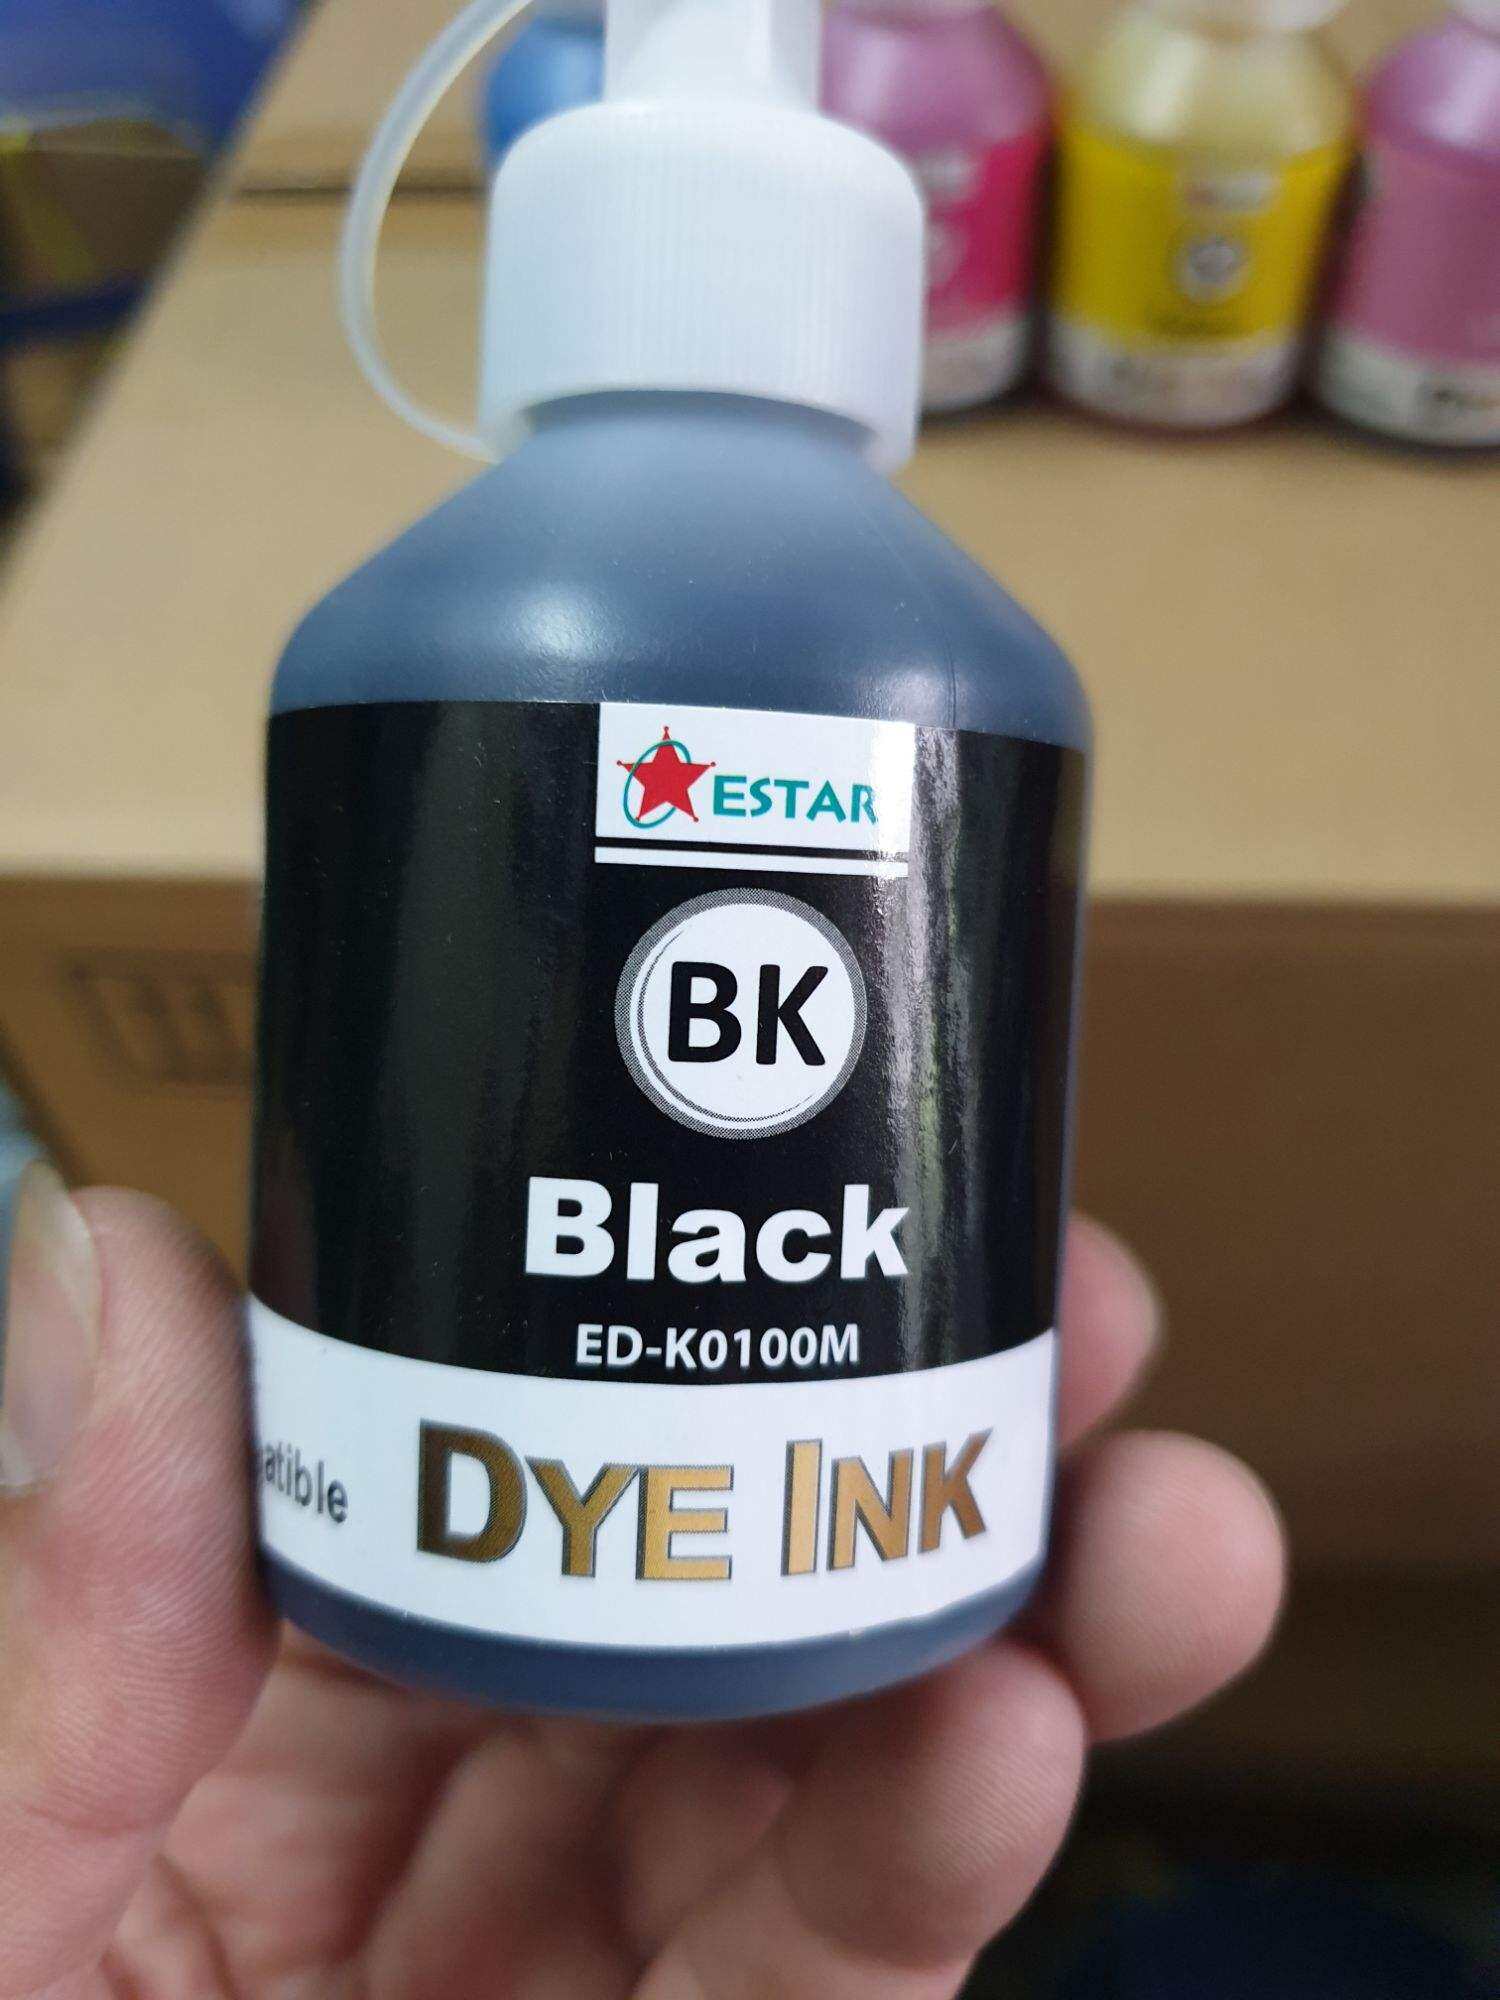 ESTAR
BK
Black
ED-K0100M
DYE INK